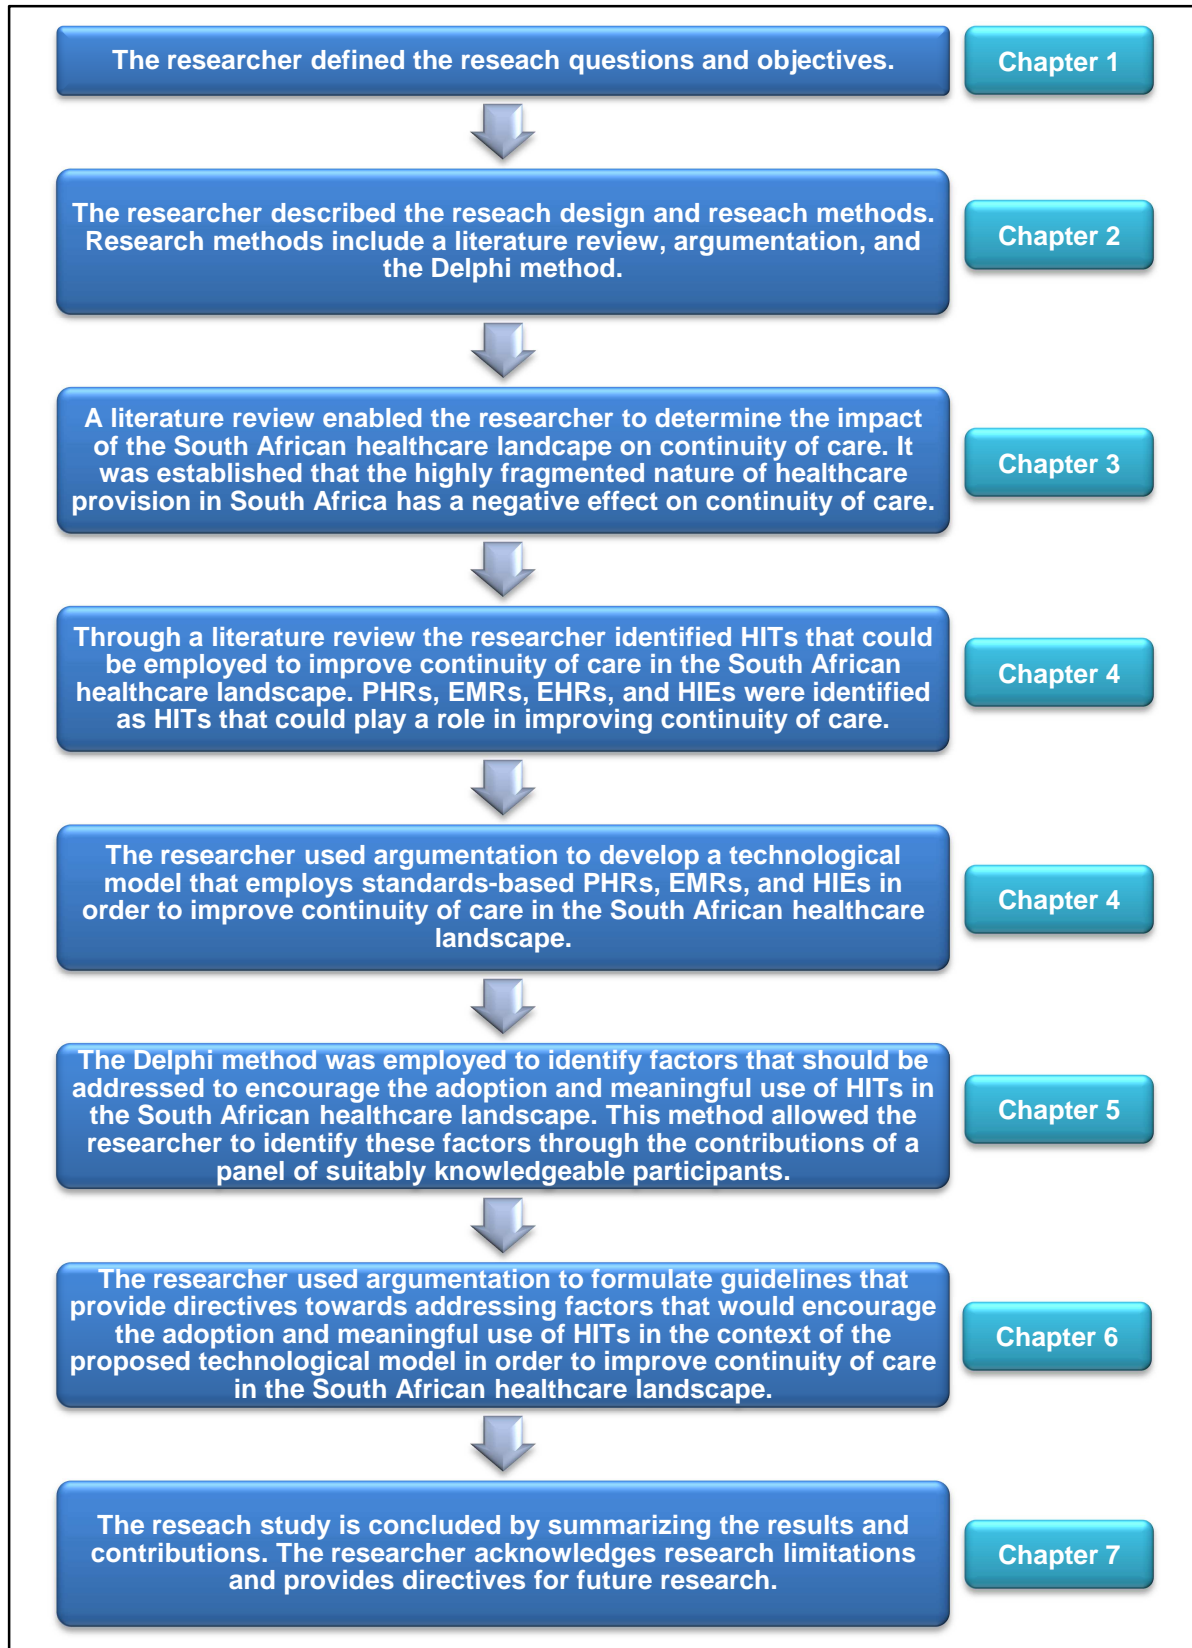 The researcher defined the reseach questions and objectives.
Chapter 1
The researcher described the reseach design and reseach methods.
Research methods include a literature review, argumentation, and
the Delphi method.
Chapter 2
A literature review enabled the researcher to determine the impact
of the South African healthcare landcape on continuity of care. It
was established that the highly fragmented nature of healthcare
provision in South Africa has a negative effect on continuity of care.
Chapter 3
Through a literature review the researcher identified HITs that could
be employed to improve continuity of care in the South African
healthcare landscape. PHRs, EMRs, EHRs, and HIEs were identified
as HITs that could play a role in improving continuity of care.
Chapter 4
The researcher used argumentation to develop a technological
model that employs standards-based PHRs, EMRs, and HIEs in
order to improve continuity of care in the South African healthcare
landscape.
Chapter 4
The Delphi method was employed to identify factors that should be
addressed to encourage the adoption and meaningful use of HITs in
the South African healthcare landscape. This method allowed the
researcher to identify these factors through the contributions of a
panel of suitably knowledgeable participants.
Chapter 5
The researcher used argumentation to formulate guidelines that
provide directives towards addressing factors that would encourage
the adoption and meaningful use of HITs in the context of the
proposed technological model in order to improve continuity of care
in the South African healthcare landscape.
Chapter 6
The reseach study is concluded by summarizing the results and
contributions. The researcher acknowledges research limitations
and provides directives for future research.
Chapter 7